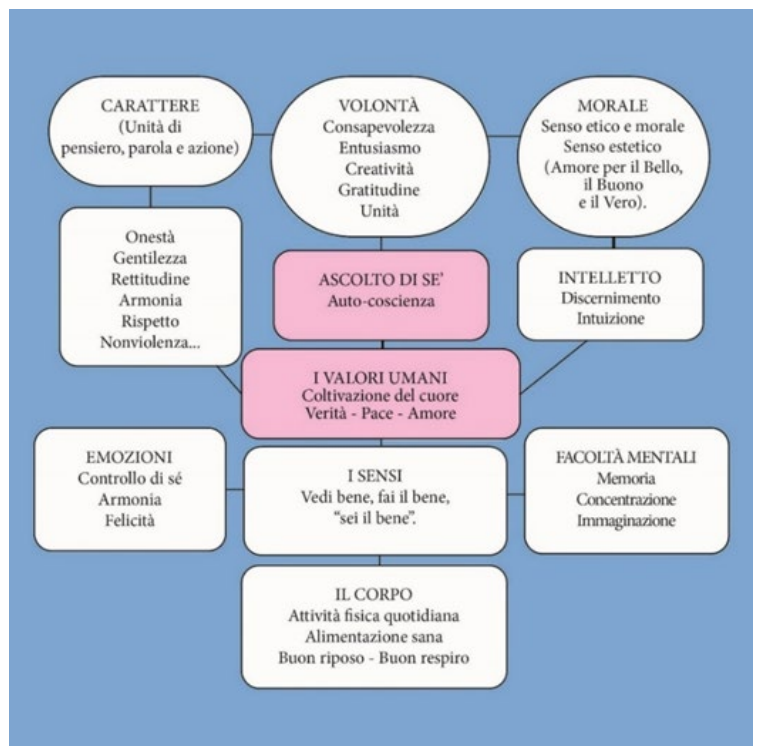 CARATTERE
(Unità di
pensiero, parola e azione)
VOLONTÀ
Consapevolezza
Entusiasmo
Creatività
Gratitudine
Unità
MORALE
Senso etico e morale
Senso estetico
(Amore per il Bello,
il Buono
e il Vero).
Onestà
Gentilezza
Rettitudine
Armonia
Rispetto
Nonviolenza...
ASCOLTO DI SE’
Auto-coscienza
INTELLETTO
Discernimento
Intuizione
I VALORI UMANI
Coltivazione del cuore
Verità - Pace - Amore
EMOZIONI
Controllo di sé
Armonia
Felicità
I SENSI
Vedi bene, fai il bene,
“sei il bene”.
FACOLTÀ MENTALI
Memoria
Concentrazione
Immaginazione
IL CORPO
Attività fisica quotidiana
Alimentazione sana
Buon riposo - Buon respiro